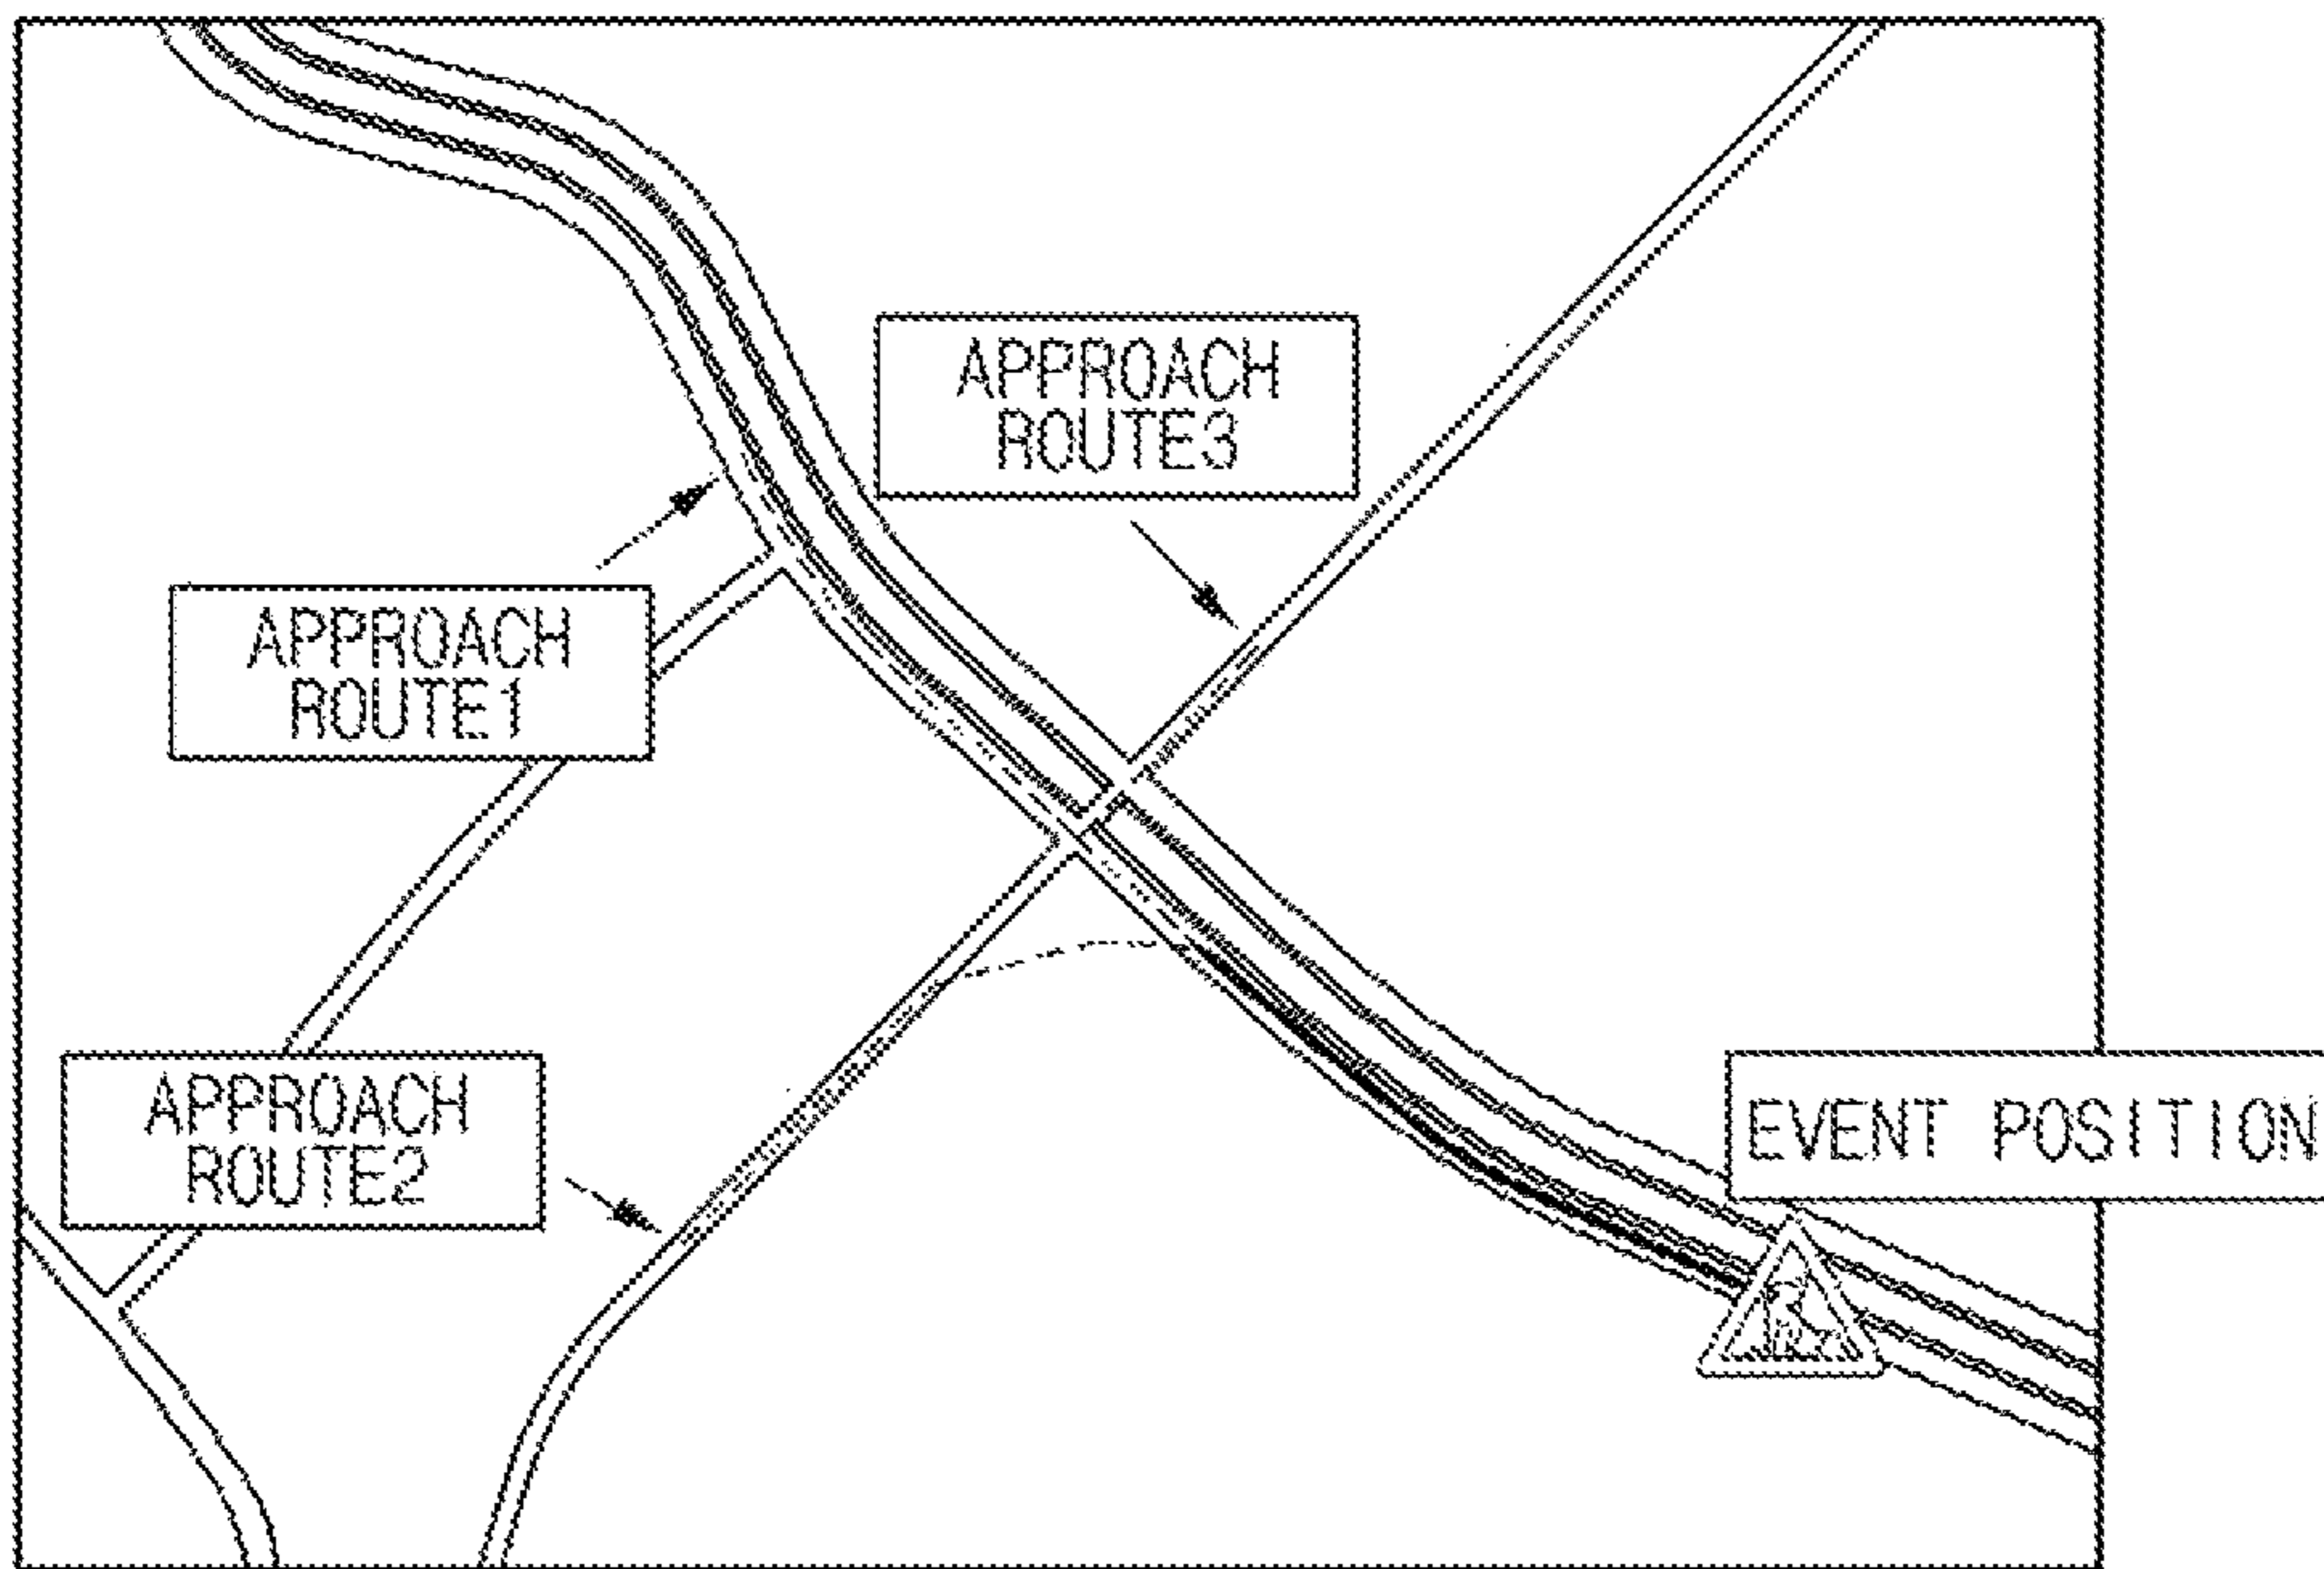 APPROACH
ROUTE3
APPROACH
ROUTE1
APPROACH
ROUTE2
EVENT POSITION